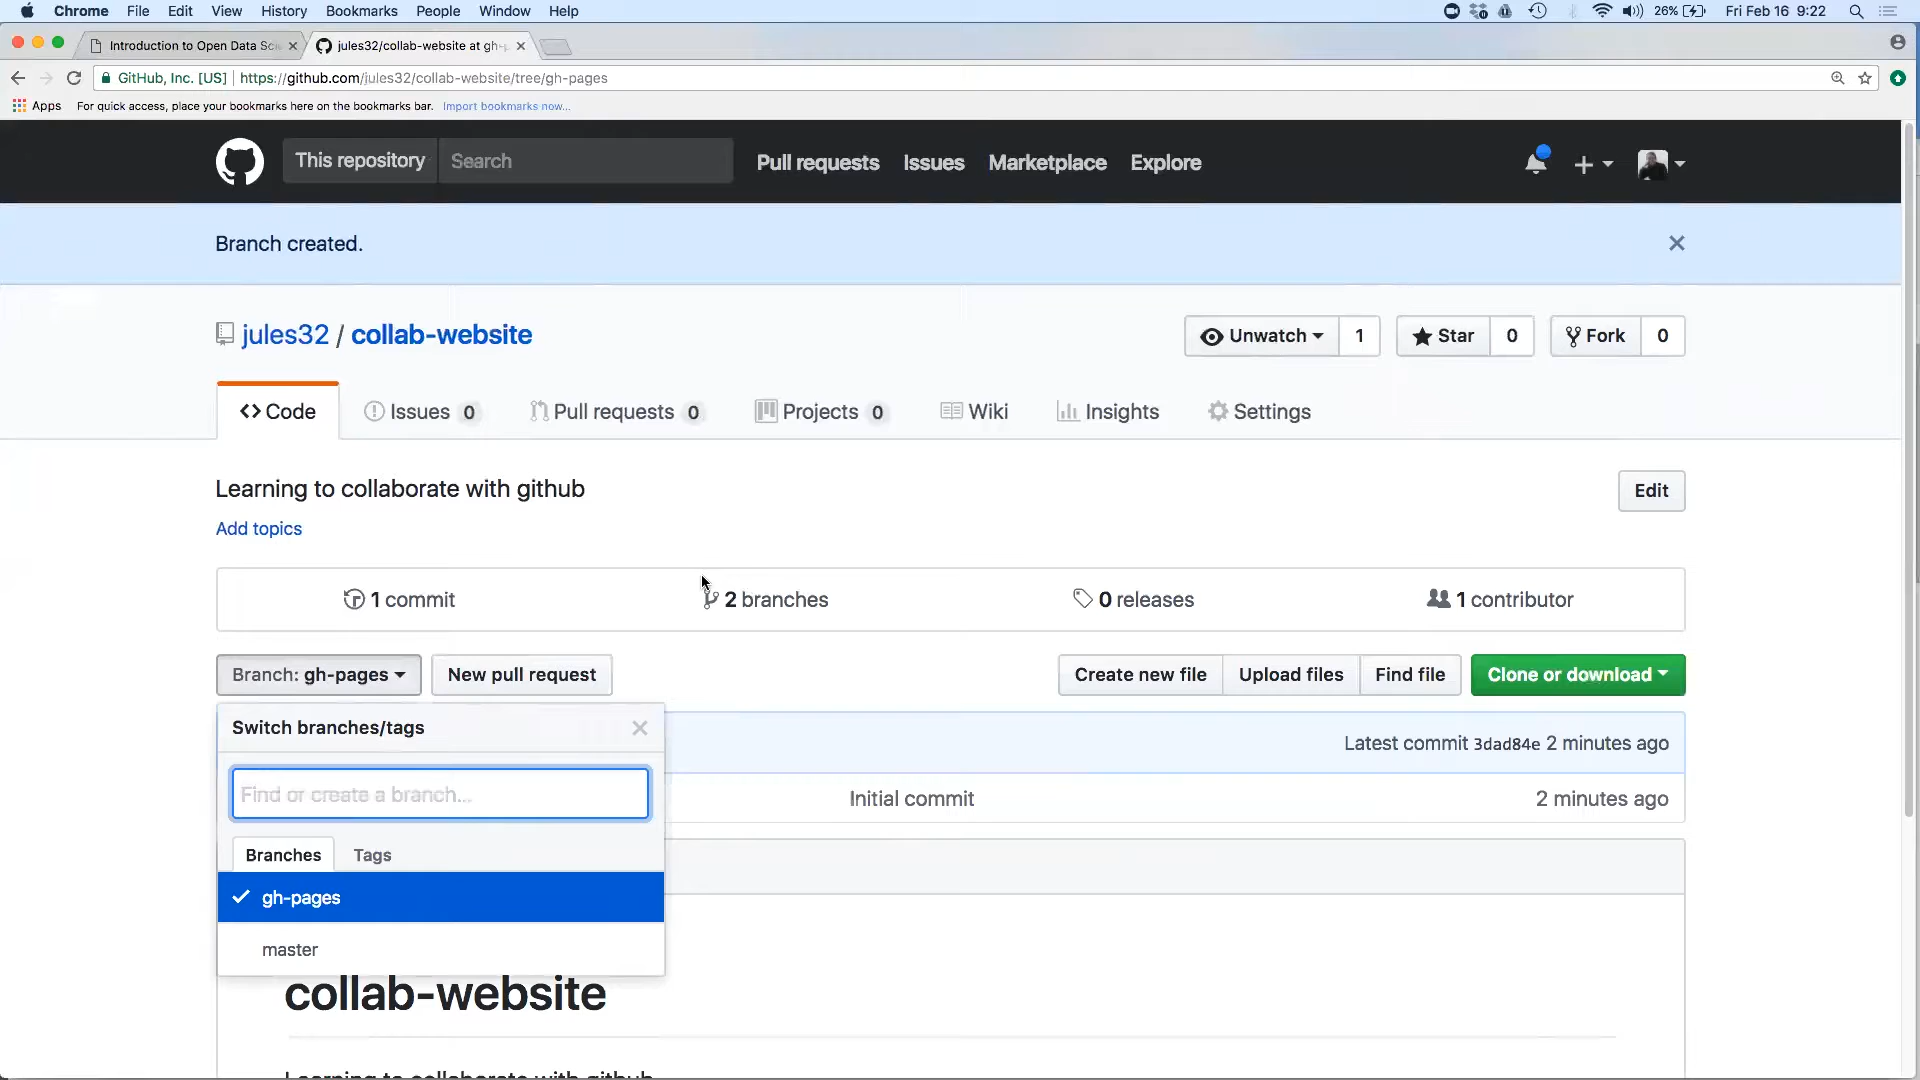 Chrome File Edit View History Bookmarks People Window Help 26% Fri Feb 16 9:22
Introduction to Open Data Sci jules32/collab-website at gh-p
GitHub, Inc. [US] https://github.com/jules32/collab-website/tree/gh-pages
Apps For quick access, place your bookmarks here on the bookmarks bar. Import bookmarks now...
This repository Search Pull requests Issues Marketplace Explore
Branch created.
jules32 / collab-website Unwatch 1 Star 0 Fork 0
Code Issues 0 Pull requests 0 Projects 0 Wiki Insights Settings
Learning to collaborate with github Edit
Add topics
1 commit 2 branches 0 releases 1 contributor
Branch: gh-pages New pull request Create new file Upload files Find file Clone or download
Switch branches/tags
Latest commit 3dad84e 2 minutes ago
Find or create a branch...
Initial commit 2 minutes ago
Branches Tags
gh-pages
master
collab-website
Learning to collaborate with github